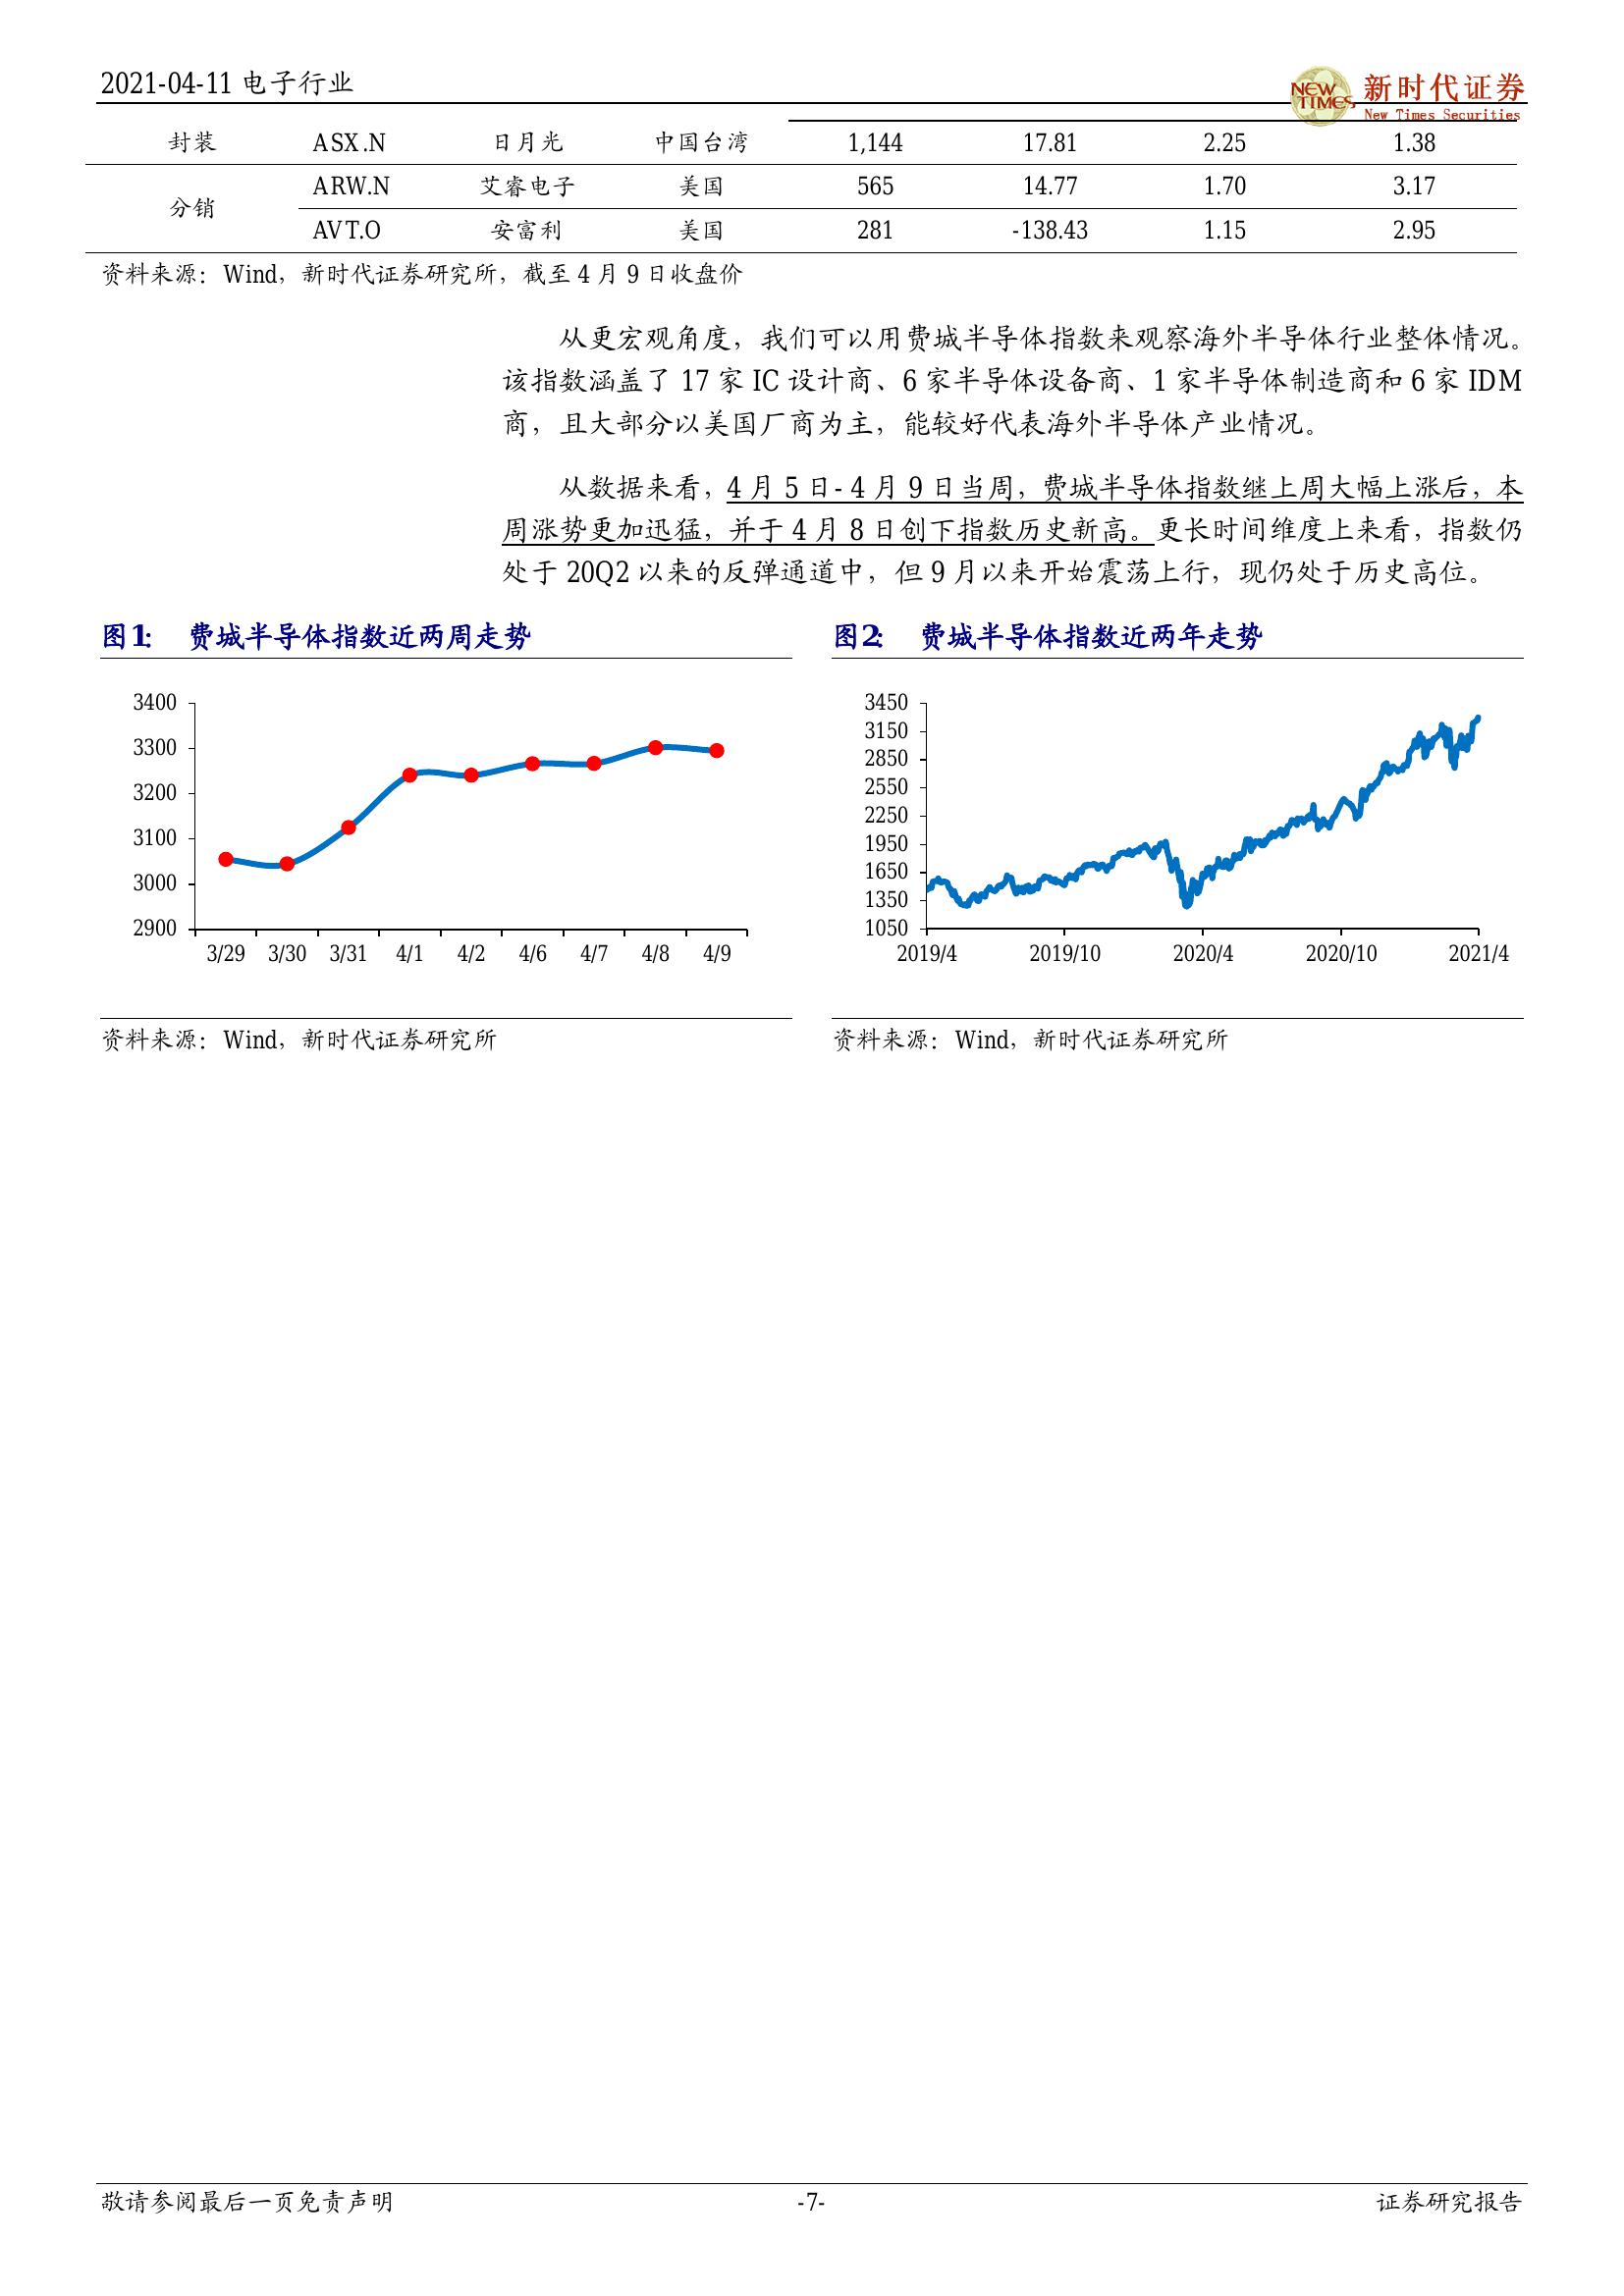 2021-04-11 电子行业
NEW TIMES 新时代证券
New Times Securities
封装 ASX.N 日月光 中国台湾 1,144 17.81 2.25 1.38
分销 ARW.N 艾睿电子 美国 565 14.77 1.70 3.17
AVT.O 安富利 美国 281 -138.43 1.15 2.95
资料来源：Wind，新时代证券研究所，截至 4 月 9 日收盘价
从更宏观角度，我们可以用费城半导体指数来观察海外半导体行业整体情况。
该指数涵盖了 17 家 IC 设计商、6 家半导体设备商、1 家半导体制造商和 6 家 IDM
商，且大部分以美国厂商为主，能较好代表海外半导体产业情况。
从数据来看，4 月 5 日- 4 月 9 日当周，费城半导体指数继上周大幅上涨后，本
周涨势更加迅猛，并于 4 月 8 日创下指数历史新高。更长时间维度上来看，指数仍
处于 20Q2 以来的反弹通道中，但 9 月以来开始震荡上行，现仍处于历史高位。
图1： 费城半导体指数近两周走势
3400
3300
3200
3100
3000
2900
3/29 3/30 3/31 4/1 4/2 4/6 4/7 4/8 4/9
资料来源：Wind，新时代证券研究所
图2： 费城半导体指数近两年走势
3450
3150
2850
2550
2250
1950
1650
1350
1050
2019/4 2019/10 2020/4 2020/10 2021/4
资料来源：Wind，新时代证券研究所
敬请参阅最后一页免责声明 -7- 证券研究报告